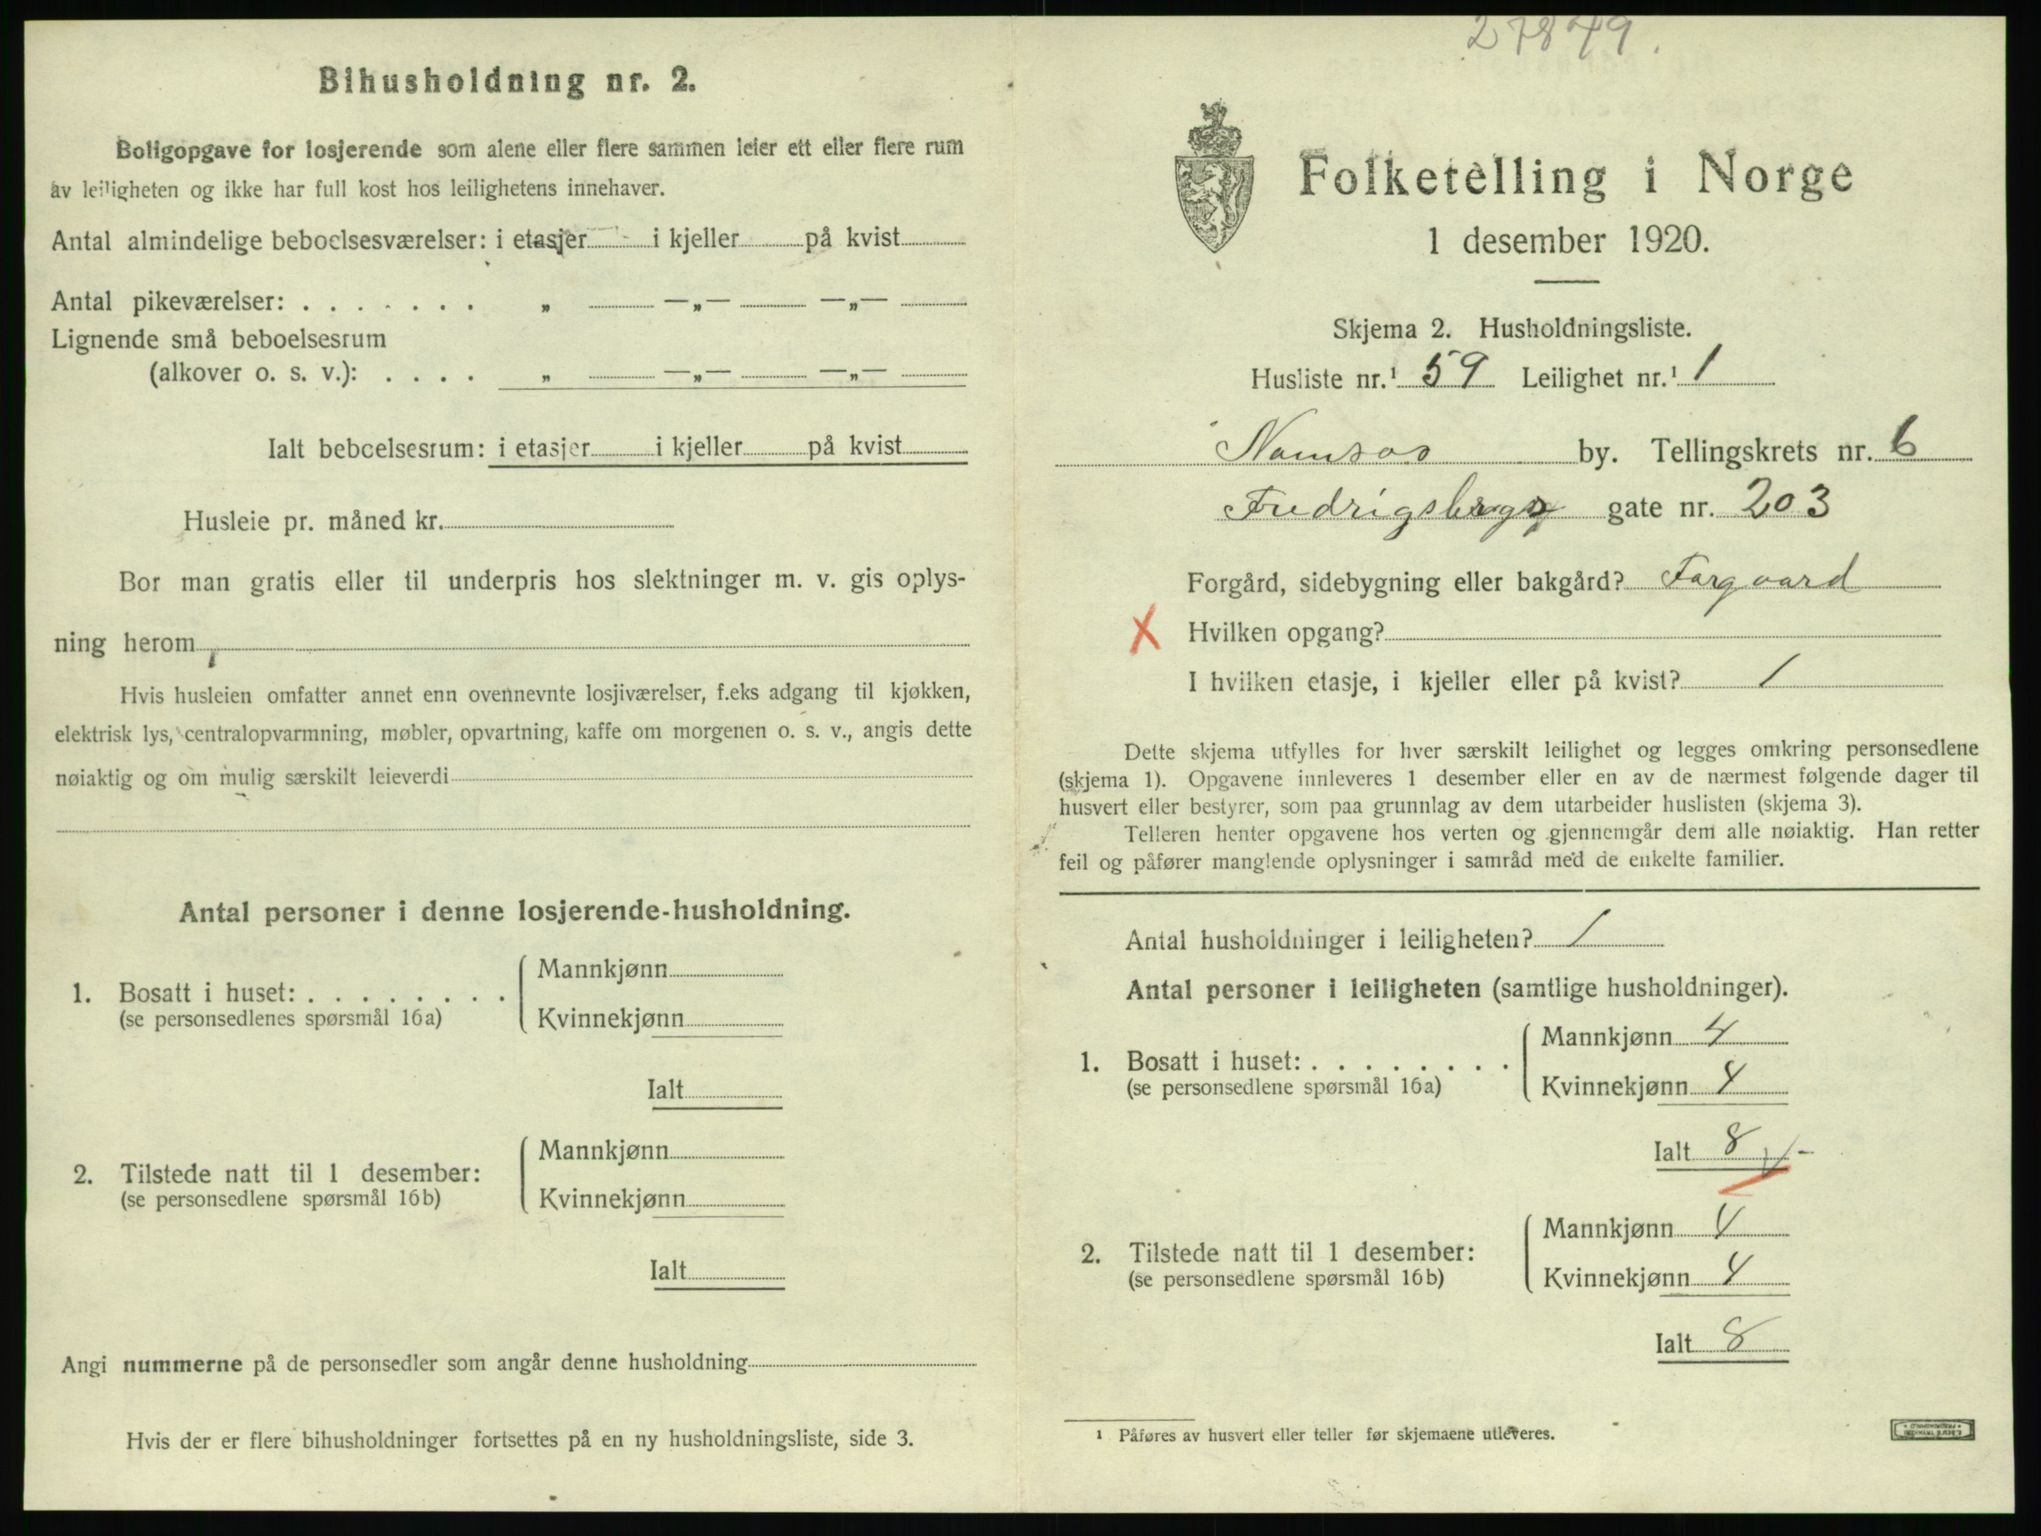 Bihusholdning nr. 2.
Boligopgave for losjerende som alene eller flere sammen leier ett eller flere rum
av leiligheten og ikke har full kost hos leilighetens innehaver.
Antal almindelige beboelsesværelser: i etasjer i kjeller på kvist
Antal pikeværelser: . . . . . . . „ —„— —„—
Lignende små beboelsesrum
(alkover o. s. v.): . . . . „ —„— —„—
Ialt beboelsesrum: i etasjer i kjeller på kvist
Husleie pr. måned kr.
Bor man gratis eller til underpris hos slektninger m. v. gis oplys-
ning herom
Hvis husleien omfatter annet enn ovennevnte losjiværelser, f.eks adgang til kjøkken,
elektrisk lys, centralopvarmning, møbler, opvartning, kaffe om morgenen o. s. v., angis dette
nøiaktig og om mulig særskilt leieverdi
Antal personer i denne losjerende-husholdning.
1. Bosatt i huset: . . . . . . . . Mannkjønn
(se personsedlenes spørsmål 16a) Kvinnekjønn
Ialt
2. Tilstede natt til 1 desember: Mannkjønn
(se personsedlene spørsmål 16b) Kvinnekjønn
Ialt
Angi nummerne på de personsedler som angår denne husholdning
Hvis der er flere bihusholdninger fortsettes på en ny husholdningsliste, side 3.
27849.
Folketelling i Norge
1 desember 1920.
Skjema 2. Husholdningsliste.
Husliste nr.¹ 59 Leilighet nr.¹ 1
Namsos by. Tellingskrets nr. 6
Fredrigsbergs gate nr. 203
Forgård, sidebygning eller bakgård? Forgaard
X Hvilken opgang?
I hvilken etasje, i kjeller eller på kvist? 1
Dette skjema utfylles for hver særskilt leilighet og legges omkring personsedlene
(skjema 1). Opgavene innleveres 1 desember eller en av de nærmest følgende dager til
husvert eller bestyrer, som paa grunnlag av dem utarbeider huslisten (skjema 3).
Telleren henter opgavene hos verten og gjennemgår dem alle nøiaktig. Han retter
feil og påfører manglende oplysninger i samråd med de enkelte familier.
Antal husholdninger i leiligheten? 1
Antal personer i leiligheten (samtlige husholdninger).
1. Bosatt i huset: . . . . . . . . Mannkjønn 4
(se personsedlene spørsmål 16a) Kvinnekjønn 4
Ialt 8
2. Tilstede natt til 1 desember: Mannkjønn 4
(se personsedlene spørsmål 16b) Kvinnekjønn 4
Ialt 8
¹ Påføres av husvert eller teller før skjemaene utleveres.